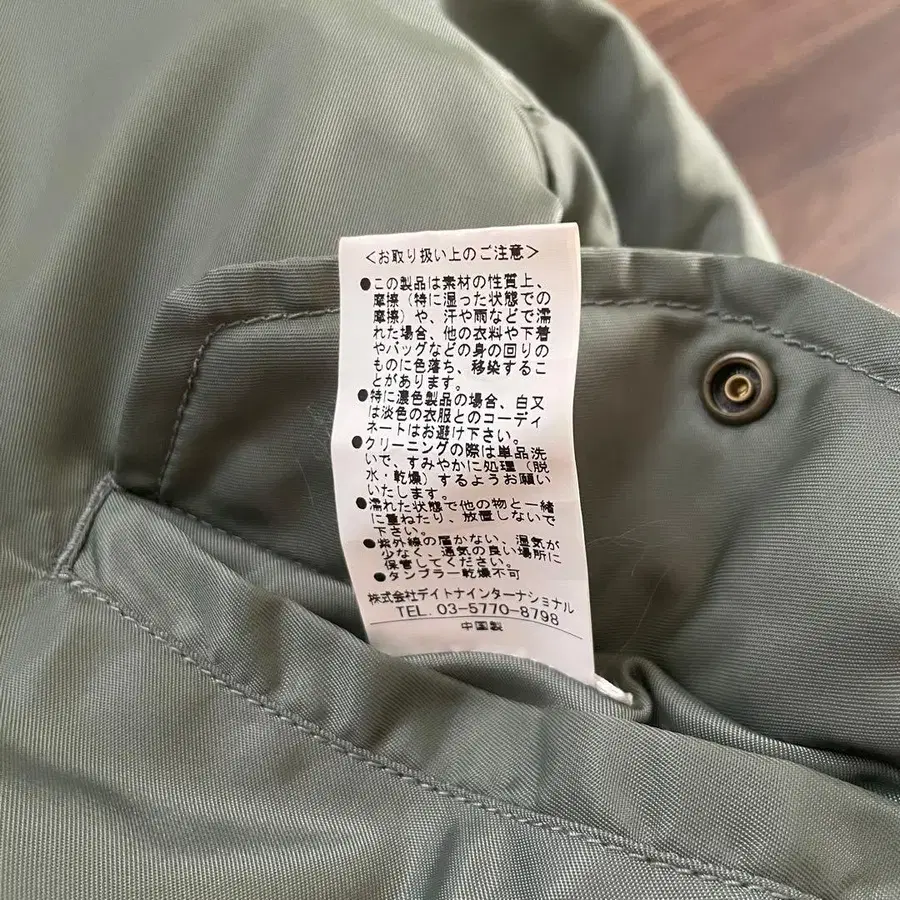 ＜お取り扱い上のご注意＞
●この製品は素材の性質上、
摩擦（特に湿った状態での
摩擦）や、汗や雨などで濡
れた場合、他の衣料や下着
やバッグなどの身の回りの
ものに色落ち、移染するこ
とがあります。
●特に濃色製品の場合、白又
は淡色の衣服とのコーディ
ネートはお避け下さい。
●クリーニングの際は単品洗
いで、すみやかに処理（脱
水・乾燥）するようお願い
いたします。
●濡れた状態で他の物と一緒
に重ねたり、放置しないで
下さい。
●紫外線の届かない、湿気が
少なく、通気の良い場所に
保管してください。
●タンブラー乾燥不可
株式会社デイトナインターナショナル
TEL. 03-5770-8798
中国製